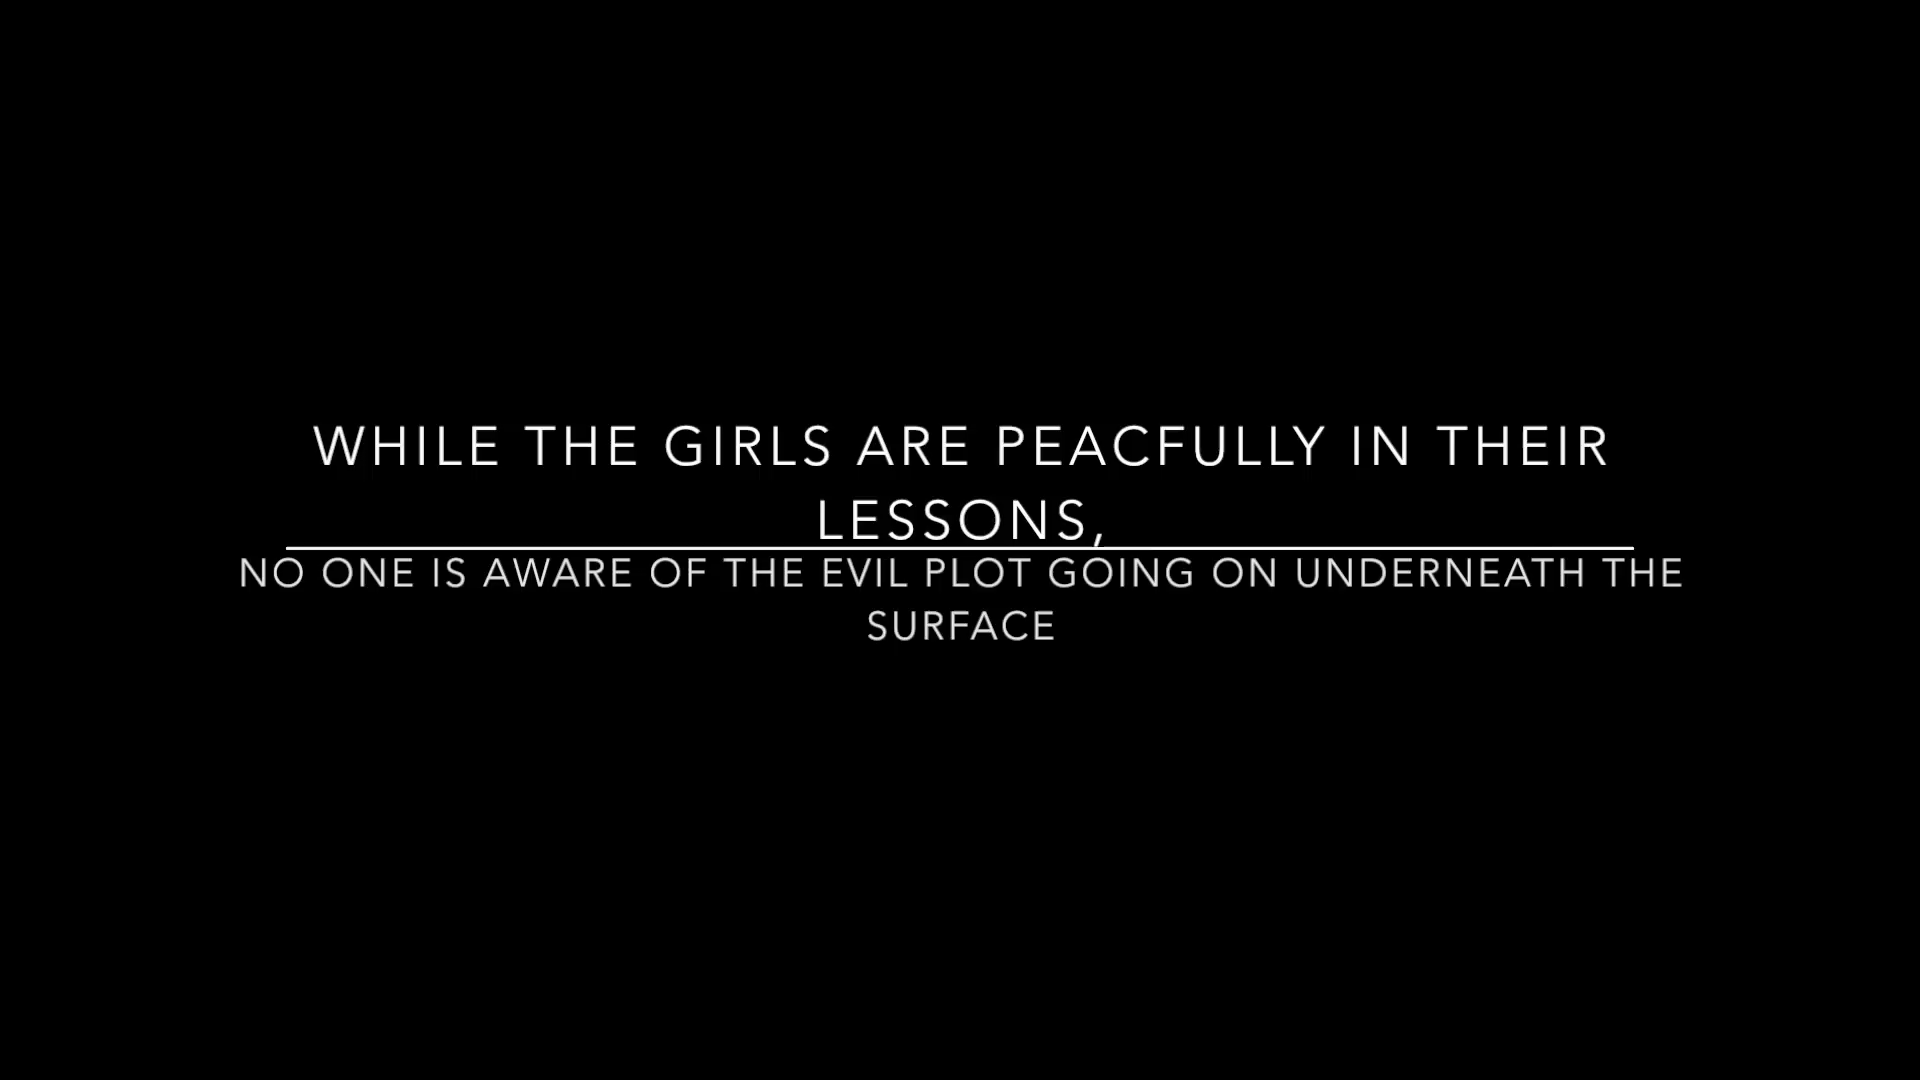 WHILE THE GIRLS ARE PEACFULLY IN THEIR
LESSONS,
NO ONE IS AWARE OF THE EVIL PLOT GOING ON UNDERNEATH THE
SURFACE